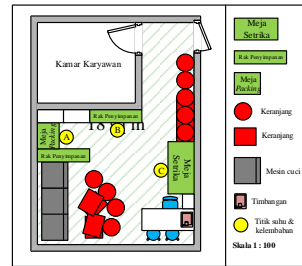 Kamar Karyawan
Rak Penyimpanan
18 m
A
B
Meja
Packing
Rak Penyimpanan
C
Meja
Setrika
Meja
Setrika
Rak Penyimpanan
Meja
Packing
Keranjang
Keranjang
Mesin cuci
Timbangan
Titik suhu &
kelembaban
Skala 1 : 100